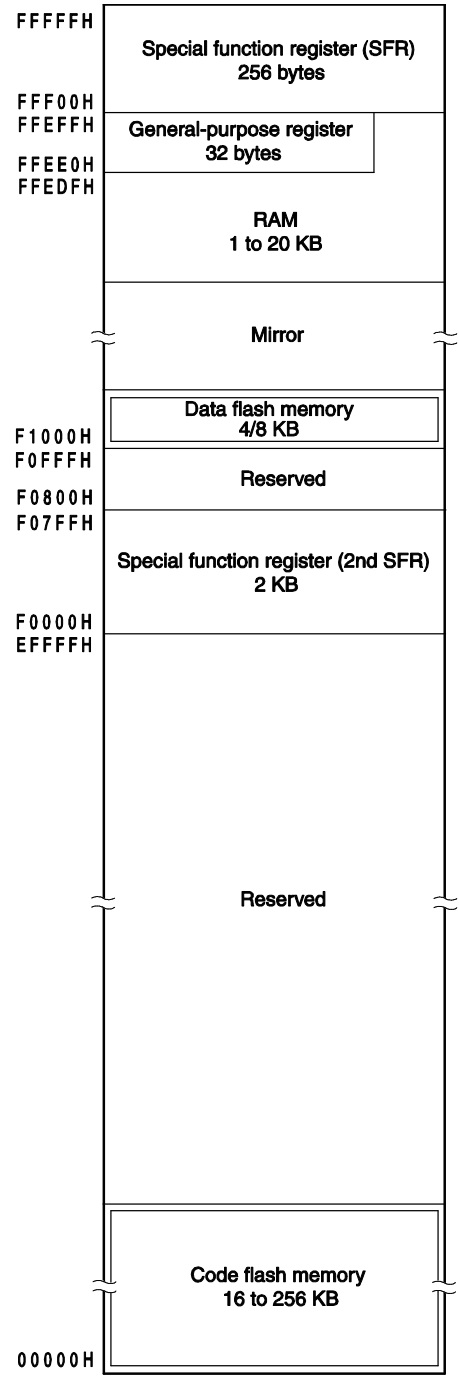 FFFFFH
Special function register (SFR)
256 bytes
FFF00H
FFEFFH
General-purpose register
32 bytes
FFEE0H
FFEDFH
RAM
1 to 20 KB
Mirror
Data flash memory
4/8 KB
F1000H
F0FFFH
Reserved
F0800H
F07FFH
Special function register (2nd SFR)
2 KB
F0000H
EFFFFH
Reserved
Code flash memory
16 to 256 KB
00000H